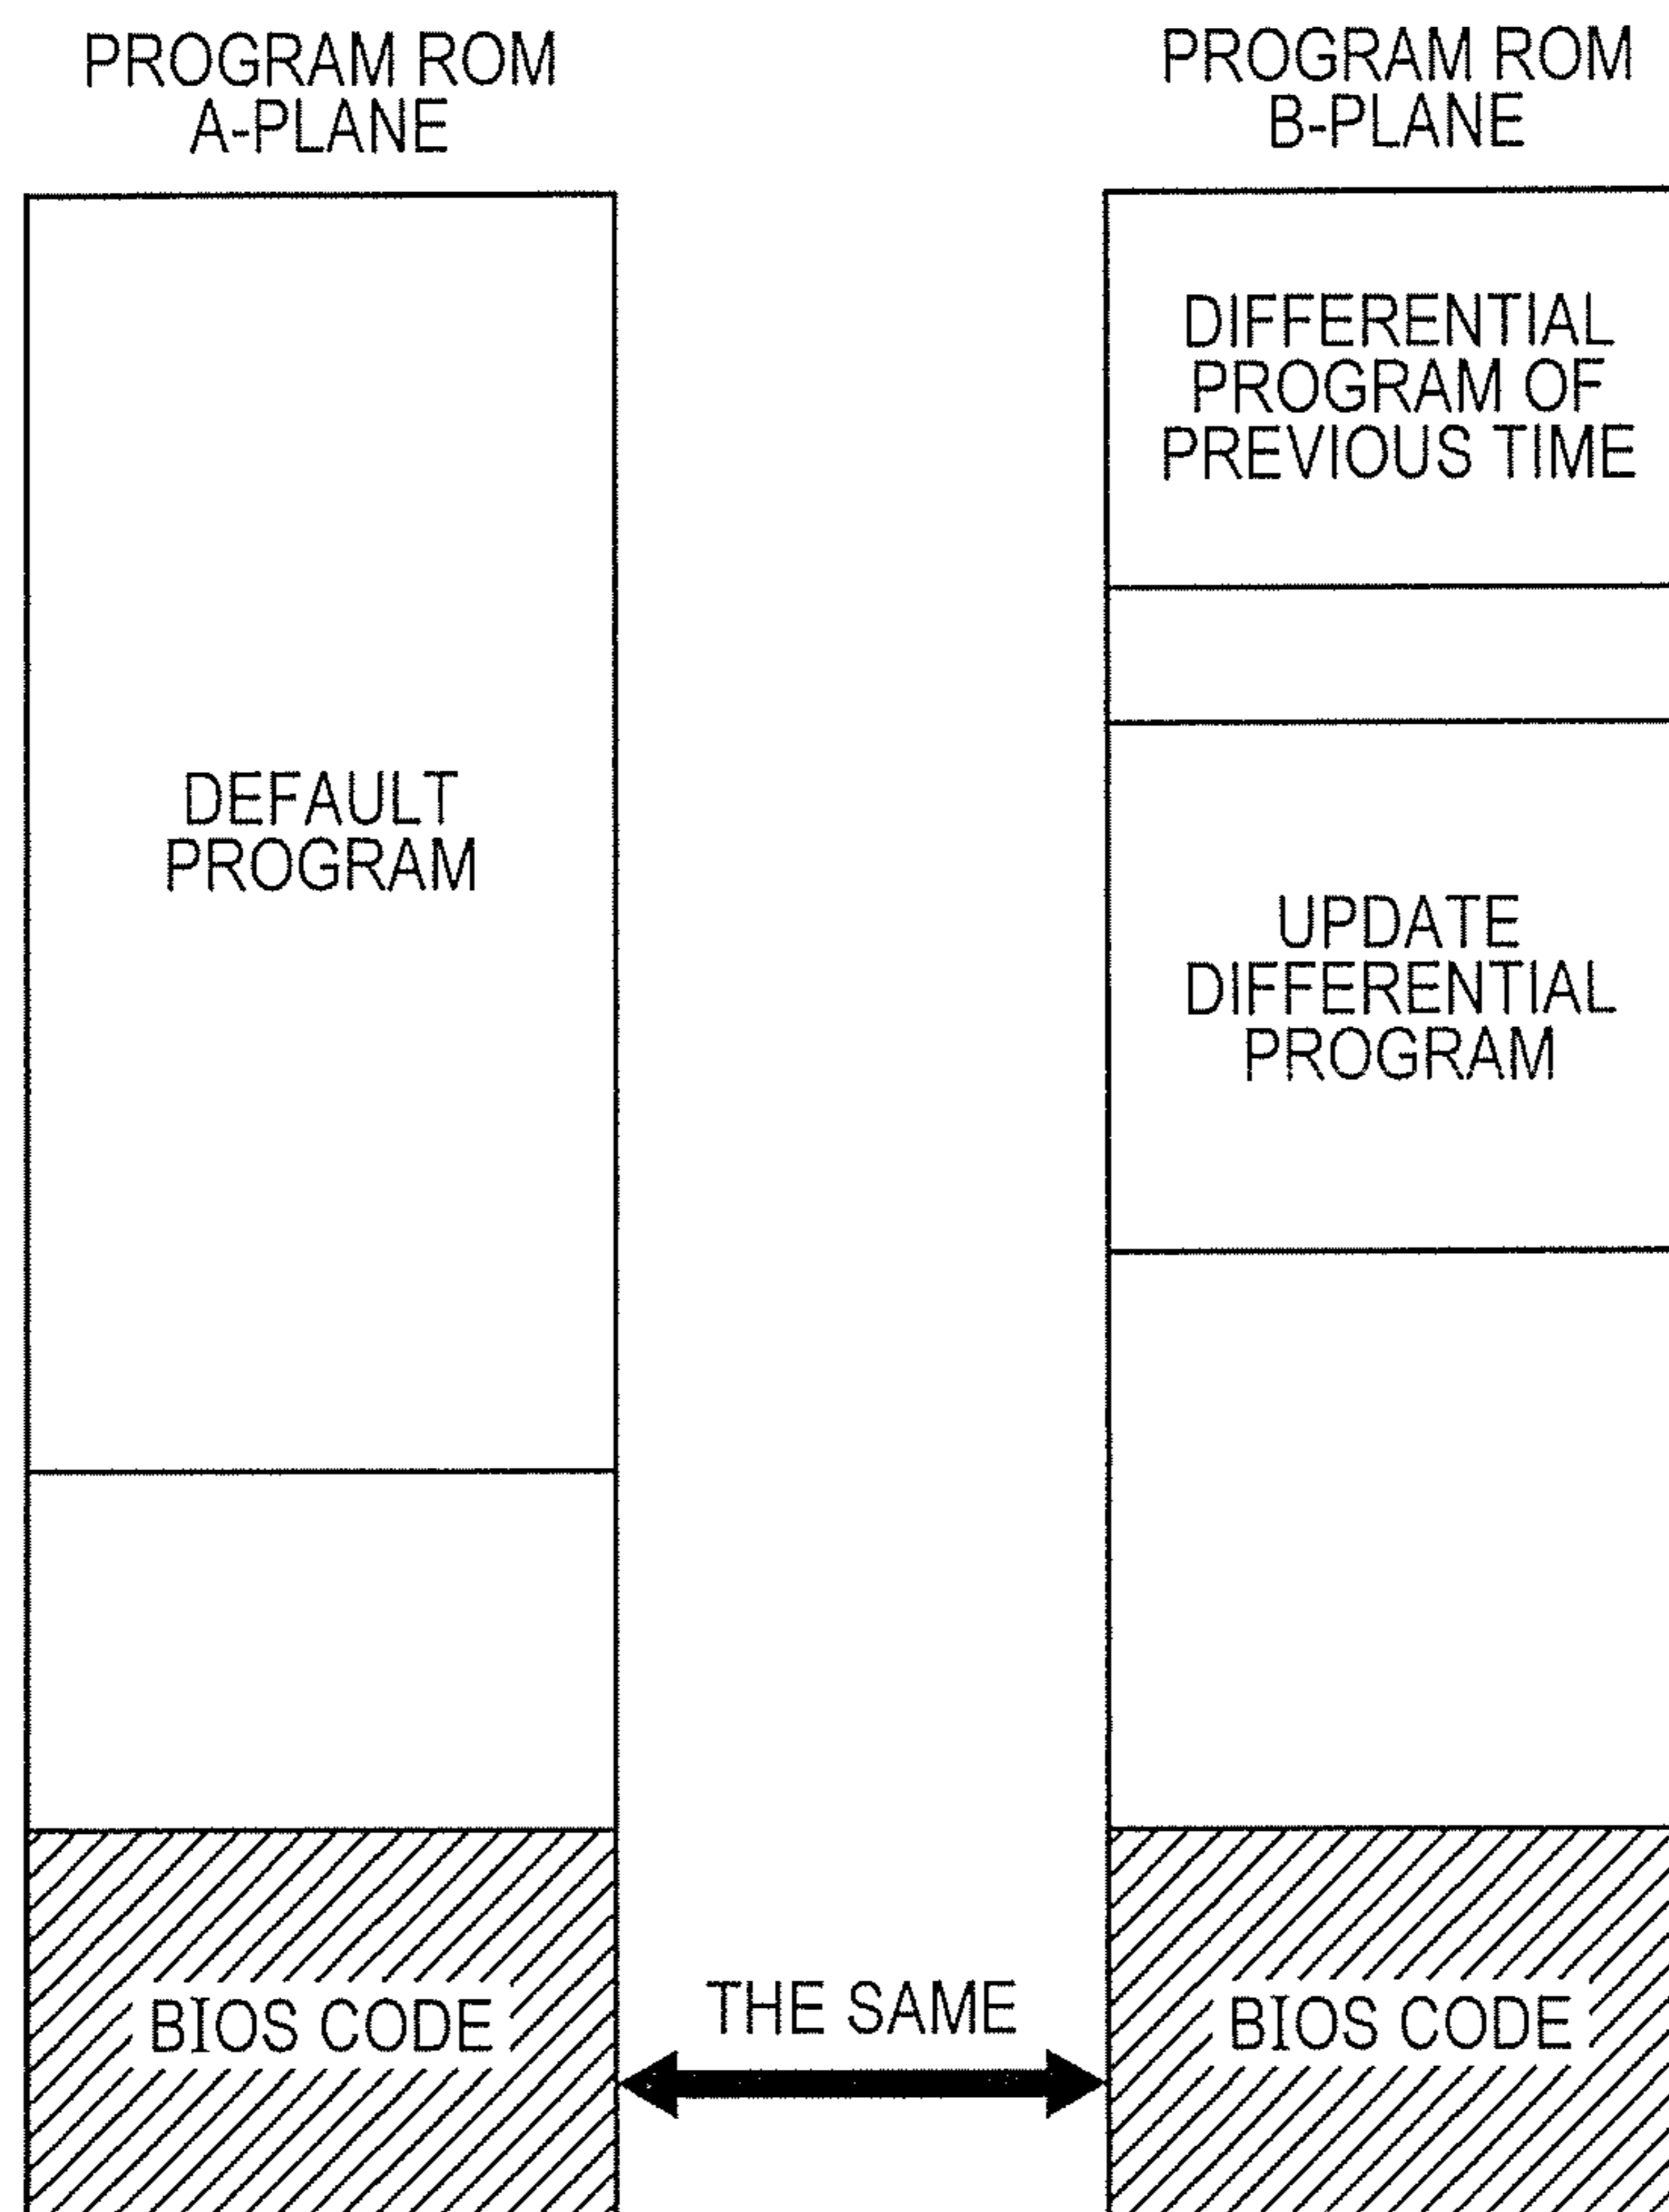 PROGRAM ROM
A-PLANE
DEFAULT
PROGRAM
BIOS CODE
THE SAME
PROGRAM ROM
B-PLANE
DIFFERENTIAL
PROGRAM OF
PREVIOUS TIME
UPDATE
DIFFERENTIAL
PROGRAM
BIOS CODE